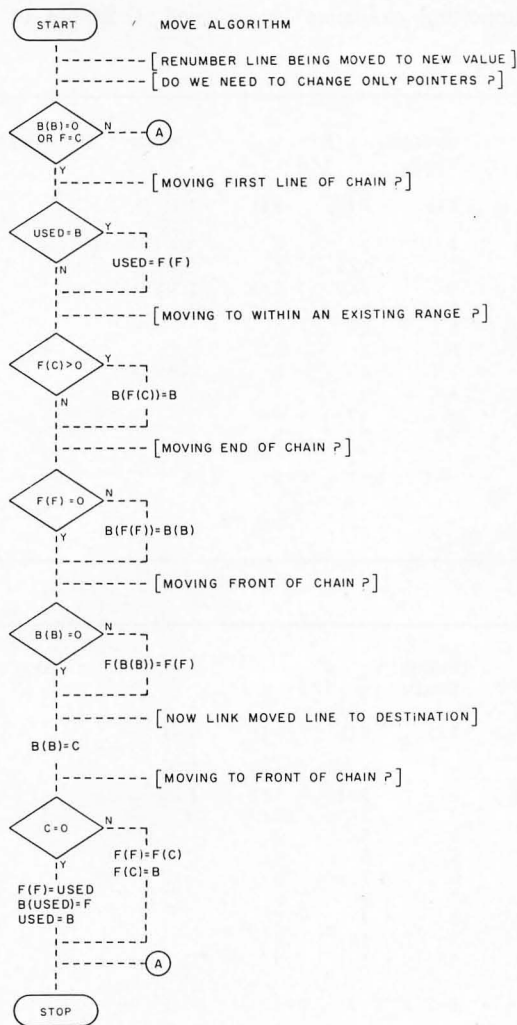 START
MOVE ALGORITHM
[RENUMBER LINE BEING MOVED TO NEW VALUE]
[DO WE NEED TO CHANGE ONLY POINTERS ?]
B(B)=0
OR F=C
N
A
Y
[MOVING FIRST LINE OF CHAIN ?]
USED=B
Y
USED=F(F)
N
[MOVING TO WITHIN AN EXISTING RANGE ?]
F(C)>0
Y
B(F(C))=B
N
[MOVING END OF CHAIN ?]
F(F)=0
N
B(F(F))=B(B)
Y
[MOVING FRONT OF CHAIN ?]
B(B)=0
N
F(B(B))=F(F)
Y
[NOW LINK MOVED LINE TO DESTINATION]
B(B)=C
[MOVING TO FRONT OF CHAIN ?]
C=0
N
F(F)=F(C)
F(C)=B
Y
F(F)=USED
B(USED)=F
USED=B
A
STOP